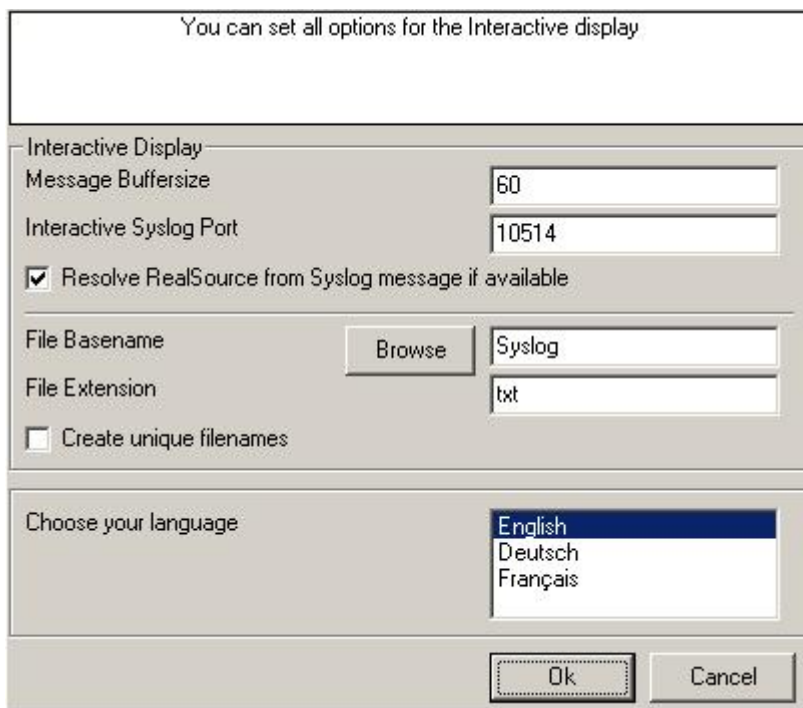 You can set all options for the Interactive display
Interactive Display
Message Buffersize
60
Interactive Syslog Port
10514
Resolve RealSource from Syslog message if available
File Basename
Browse
Syslog
File Extension
txt
Create unique filenames
Choose your language
English
Deutsch
Français
Ok
Cancel